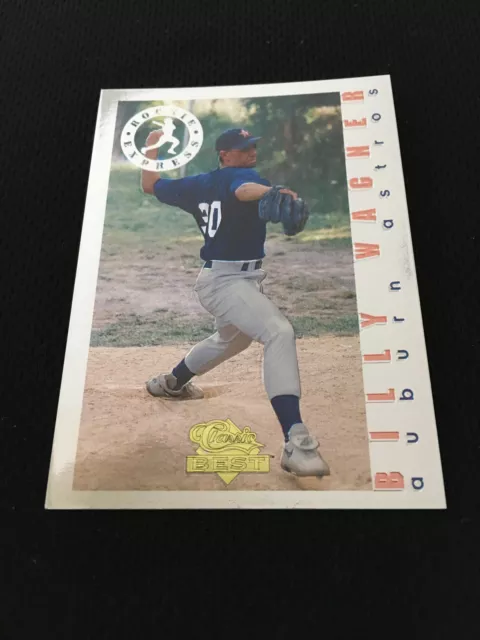 ROOKIE
EXPRESS
20
Classic
BEST
BILLY WAGNER
auburn astros